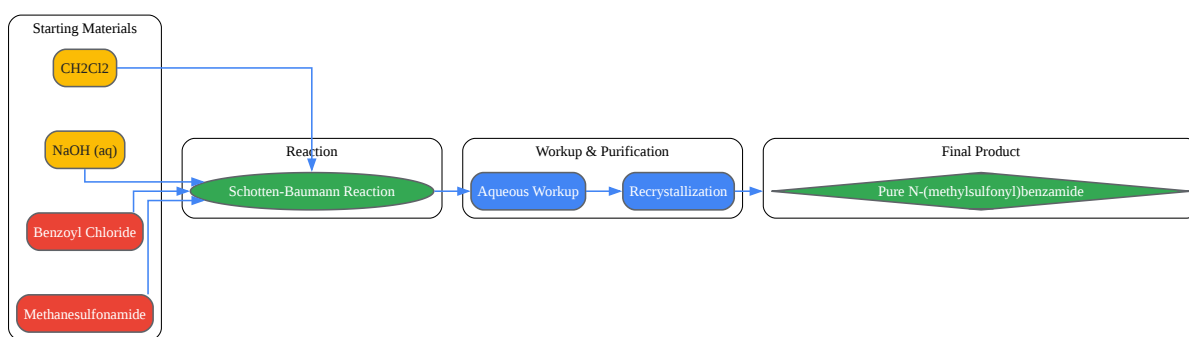 Starting Materials
CH2Cl2
NaOH (aq)
Benzoyl Chloride
Methanesulfonamide
Reaction
Schotten-Baumann Reaction
Workup & Purification
Aqueous Workup
Recrystallization
Final Product
Pure N-(methylsulfonyl)benzamide